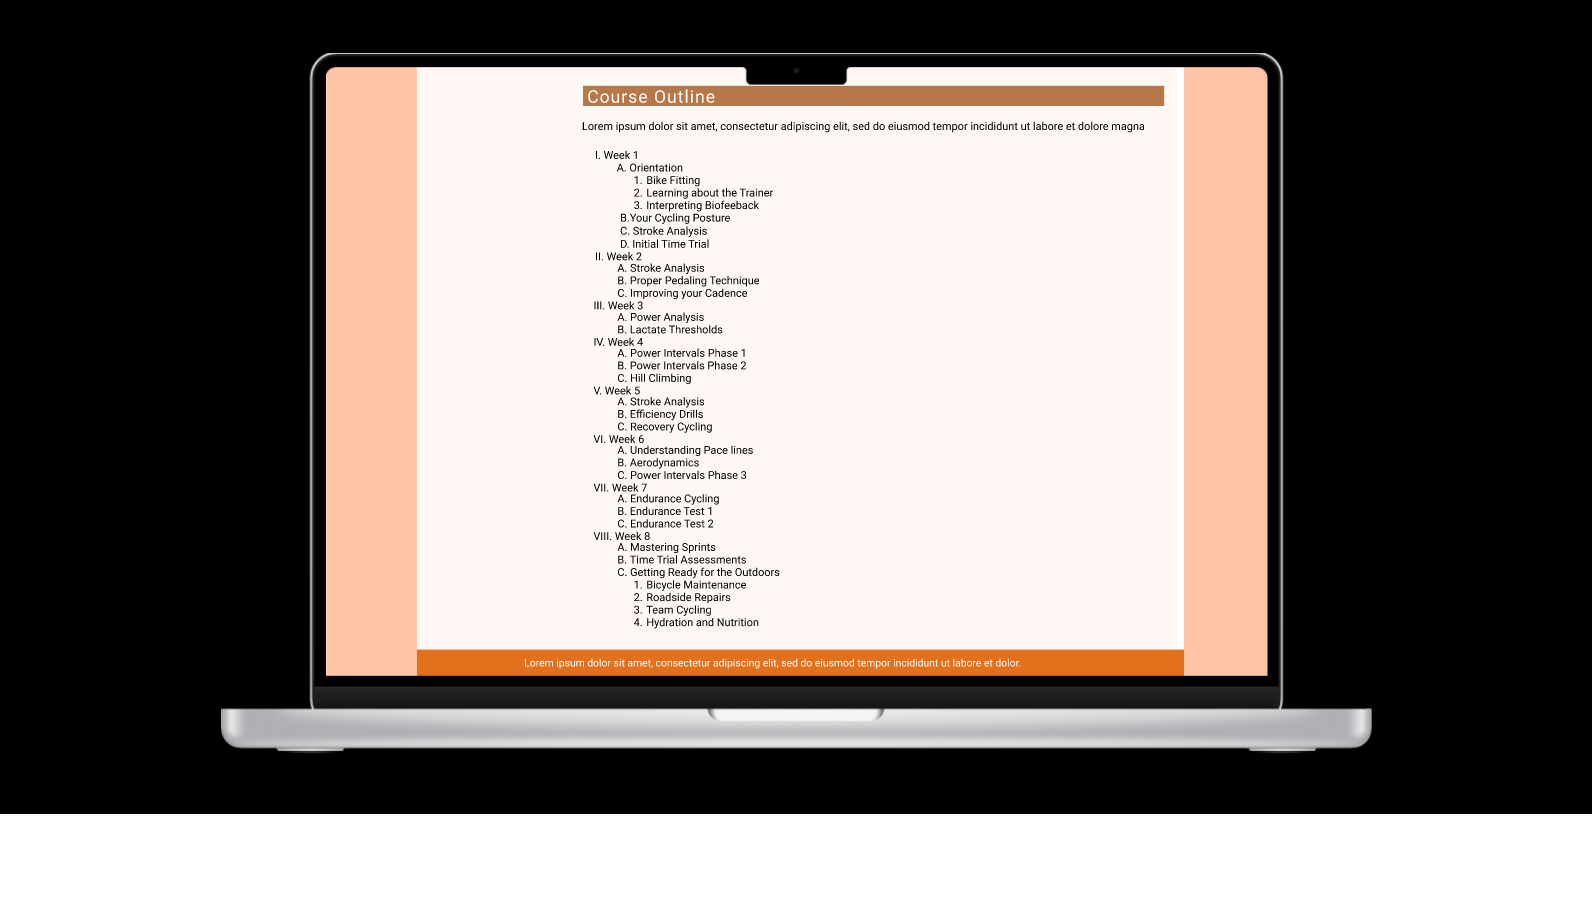 Course Outline
Lorem ipsum dolor sit amet, consectetur adipiscing elit, sed do eiusmod tempor incididunt ut labore et dolore magna
I. Week 1
A. Orientation
1. Bike Fitting
2. Learning about the Trainer
3. Interpreting Biofeeback
B.Your Cycling Posture
C. Stroke Analysis
D. Initial Time Trial
II. Week 2
A. Stroke Analysis
B. Proper Pedaling Technique
C. Improving your Cadence
III. Week 3
A. Power Analysis
B. Lactate Thresholds
IV. Week 4
A. Power Intervals Phase 1
B. Power Intervals Phase 2
C. Hill Climbing
V. Week 5
A. Stroke Analysis
B. Efficiency Drills
C. Recovery Cycling
VI. Week 6
A. Understanding Pace lines
B. Aerodynamics
C. Power Intervals Phase 3
VII. Week 7
A. Endurance Cycling
B. Endurance Test 1
C. Endurance Test 2
VIII. Week 8
A. Mastering Sprints
B. Time Trial Assessments
C. Getting Ready for the Outdoors
1. Bicycle Maintenance
2. Roadside Repairs
3. Team Cycling
4. Hydration and Nutrition
Lorem ipsum dolor sit amet, consectetur adipiscing elit, sed do eiusmod tempor incididunt ut labore et dolor.